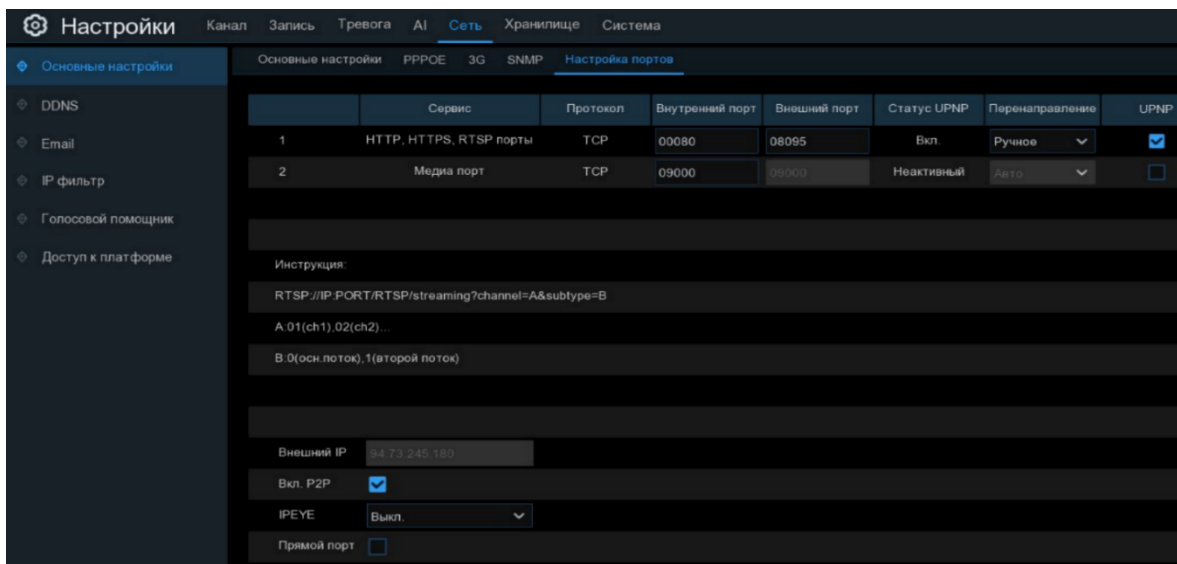 Настройки Канал Запись Тревога AI Сеть Хранилище Система
Основные настройки PPPOE 3G SNMP Настройка портов
Основные настройки
DDNS
Email
IP фильтр
Голосовой помощник
Доступ к платформе
Сервис Протокол Внутренний порт Внешний порт Статус UPNP Перенаправление UPNP
1 HTTP, HTTPS, RTSP порты TCP 00080 08095 Вкл. Ручное
2 Медиа порт TCP 09000 09000 Неактивный Авто
Инструкция:
RTSP://IP:PORT/RTSP/streaming?channel=A&subtype=B
A:01(ch1),02(ch2)...
B:0(осн.поток),1(второй поток)
Внешний IP 94.73.245.180
Вкл. P2P
IPEYE Выкл.
Прямой порт